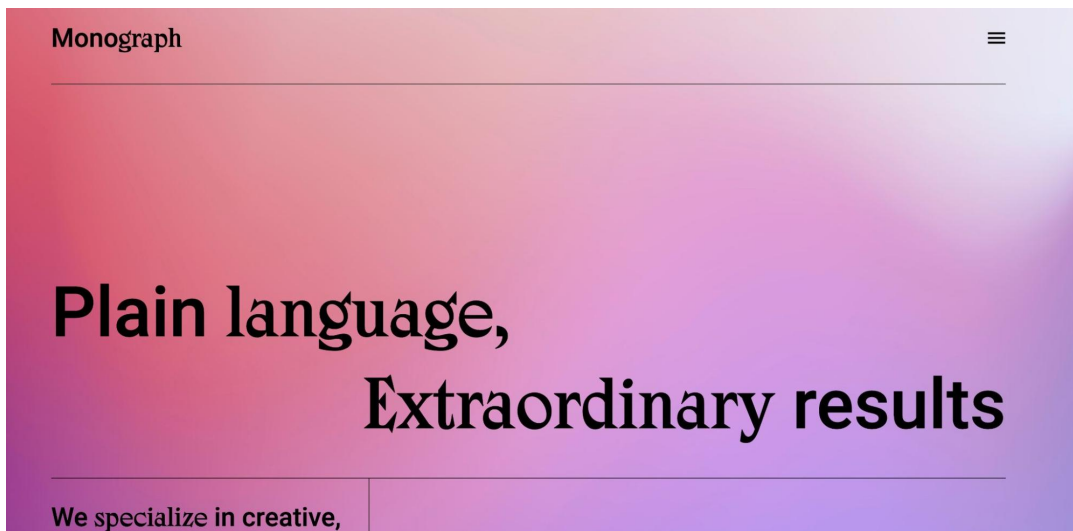 Monograph
Plain language,
Extraordinary results
We specialize in creative,